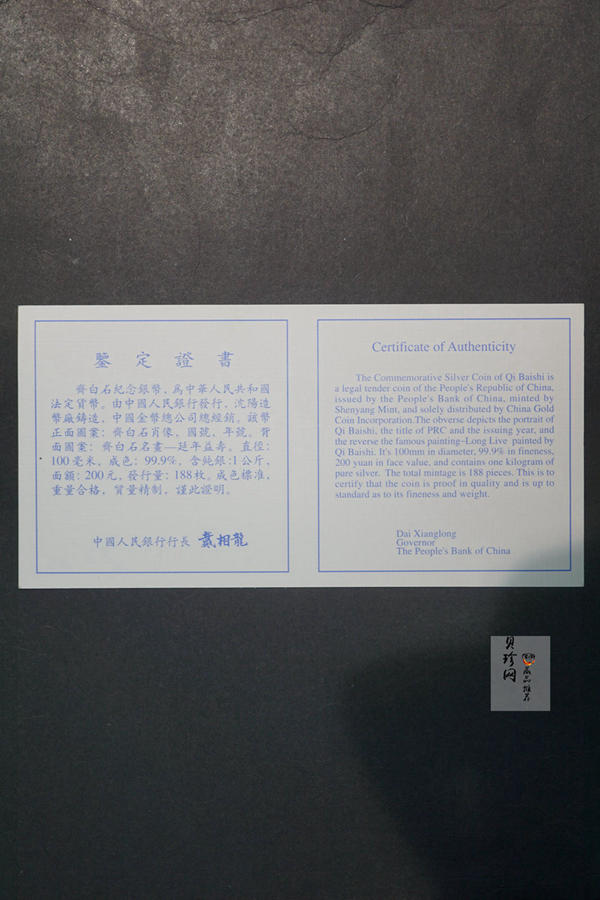 鑒定證書
齊白石紀念銀幣，爲中華人民共和國
法定貨幣。由中國人民銀行發行，沈陽造
幣廠鑄造，中國金幣總公司總經銷。該幣
正面圖案：齊白石肖像，國號，年號。背
面圖案：齊白石名畫—延年益壽。直徑：
100毫米，成色：99.9%，含純銀：1公斤，
面額：200元，發行量：188枚。成色標准，
重量合格，質量精制，謹此證明。
中國人民銀行行長 戴相龍
Certificate of Authenticity
The Commemorative Silver Coin of Qi Baishi is
a legal tender coin of the People's Republic of China,
issued by the People's Bank of China, minted by
Shenyang Mint, and solely distributed by China Gold
Coin Incorporation.The obverse depicts the portrait of
Qi Baishi, the title of PRC and the issuing year, and
the reverse the famous painting–Long Live painted by
Qi Baishi. It's 100mm in diameter, 99.9% in fineness,
200 yuan in face value, and contains one kilogram of
pure silver. The total mintage is 188 pieces. This is to
certify that the coin is proof in quality and is up to
standard as to its fineness and weight.
Dai Xianglong
Governor
The People's Bank of China
贝珍网
藏品推荐